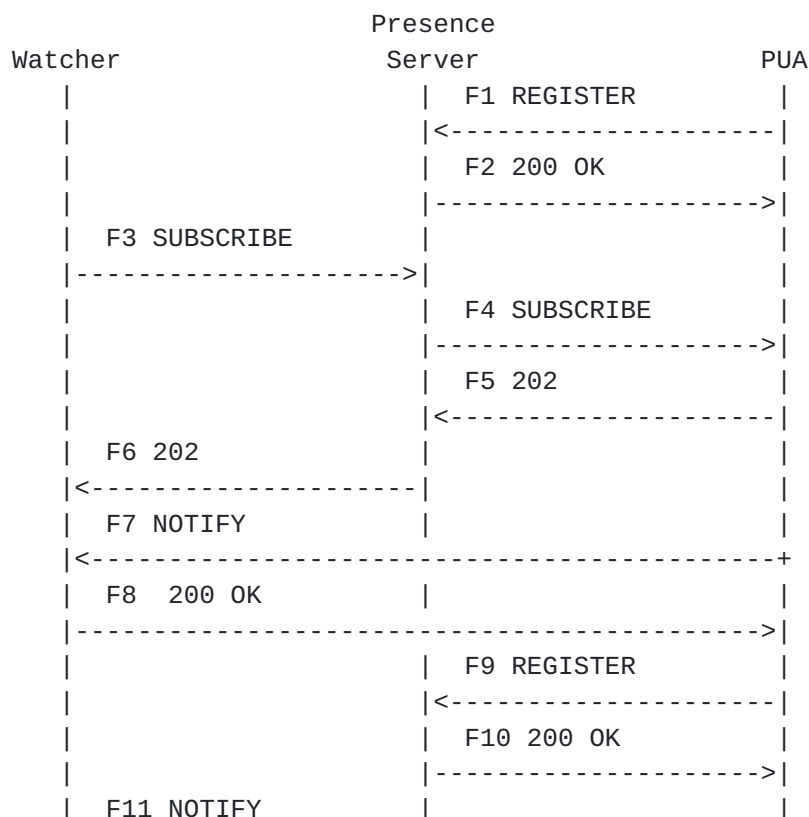 Presence
Watcher Server PUA
| | F1 REGISTER |
| |<---------------------|
| | F2 200 OK |
| |--------------------->|
| F3 SUBSCRIBE | |
|--------------------->| |
| | F4 SUBSCRIBE |
| |--------------------->|
| | F5 202 |
| |<---------------------|
| F6 202 | |
|<---------------------| |
| F7 NOTIFY | |
|<--------------------------------------------+
| F8 200 OK | |
|-------------------------------------------->|
| | F9 REGISTER |
| |<---------------------|
| | F10 200 OK |
| |--------------------->|
| F11 NOTIFY | |